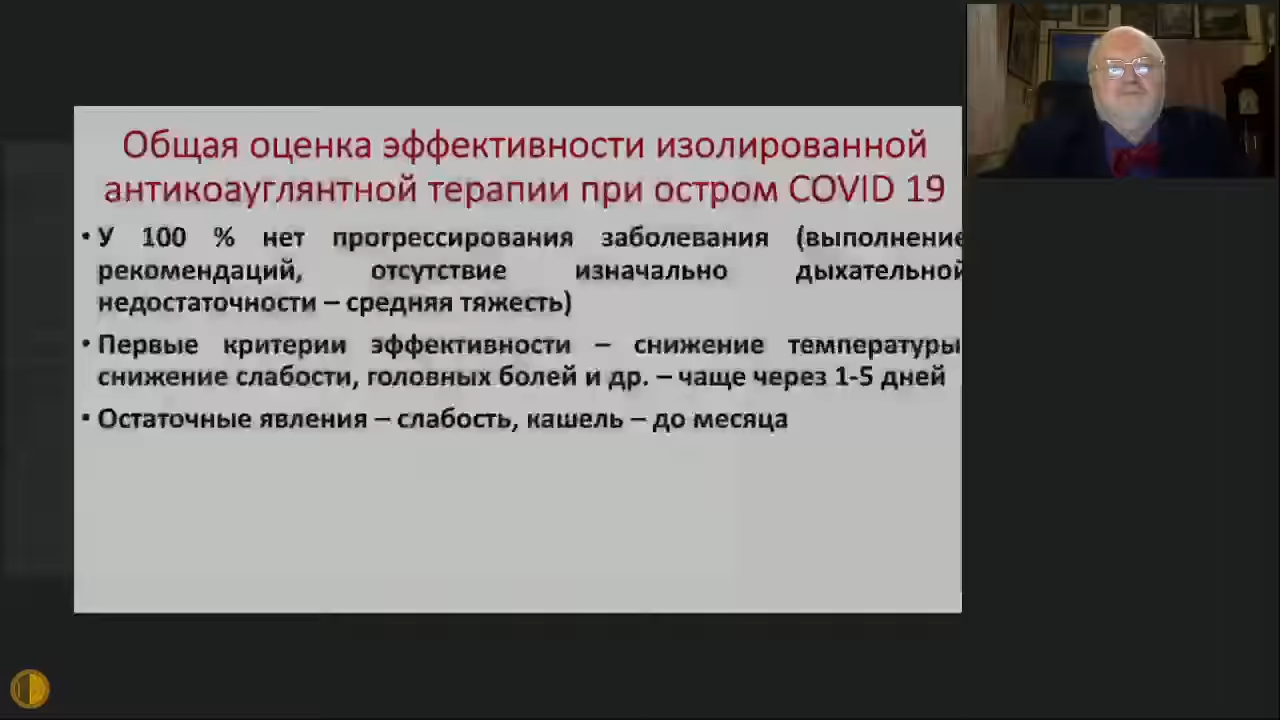 Общая оценка эффективности изолированной
антикоауглянтной терапии при остром COVID 19
• У 100 % нет прогрессирования заболевания (выполнение
рекомендаций, отсутствие изначально дыхательной
недостаточности – средняя тяжесть)
• Первые критерии эффективности – снижение температуры
снижение слабости, головных болей и др. – чаще через 1-5 дней
• Остаточные явления – слабость, кашель – до месяца